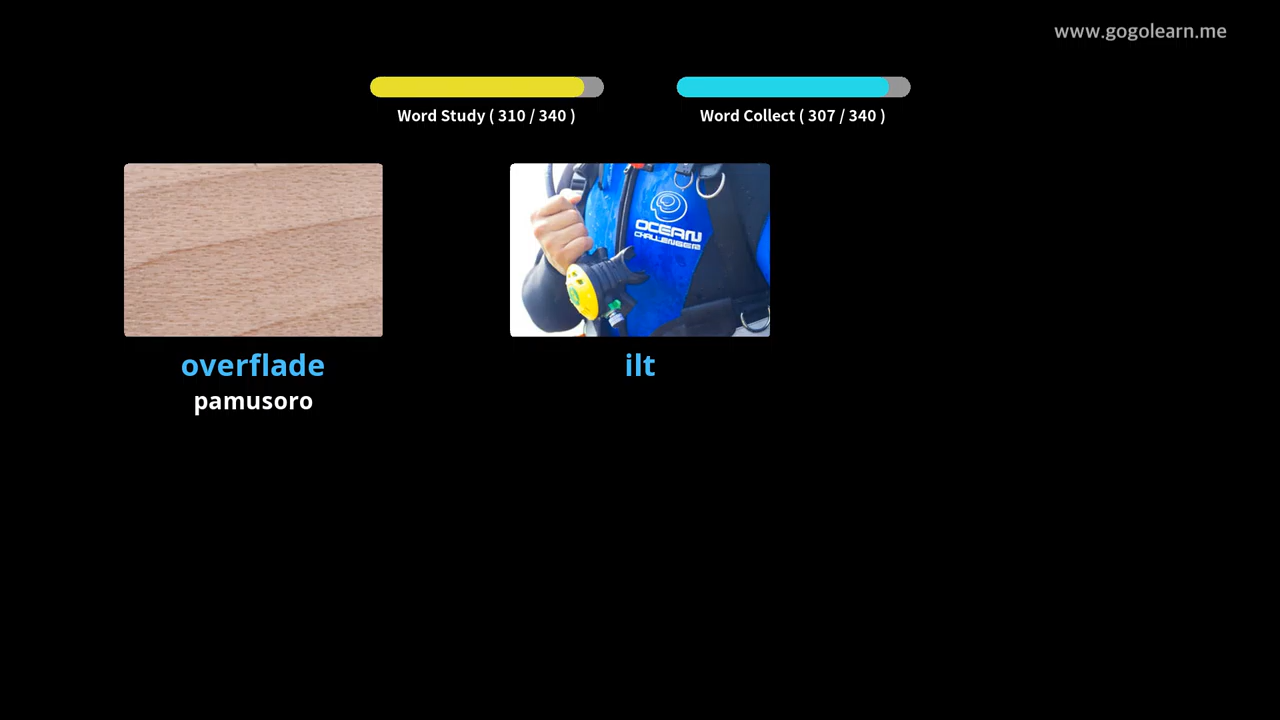 www.gogolearn.me
Word Study ( 310 / 340 )
Word Collect ( 307 / 340 )
OCEAN
CHALLENGER
overflade
ilt
pamusoro